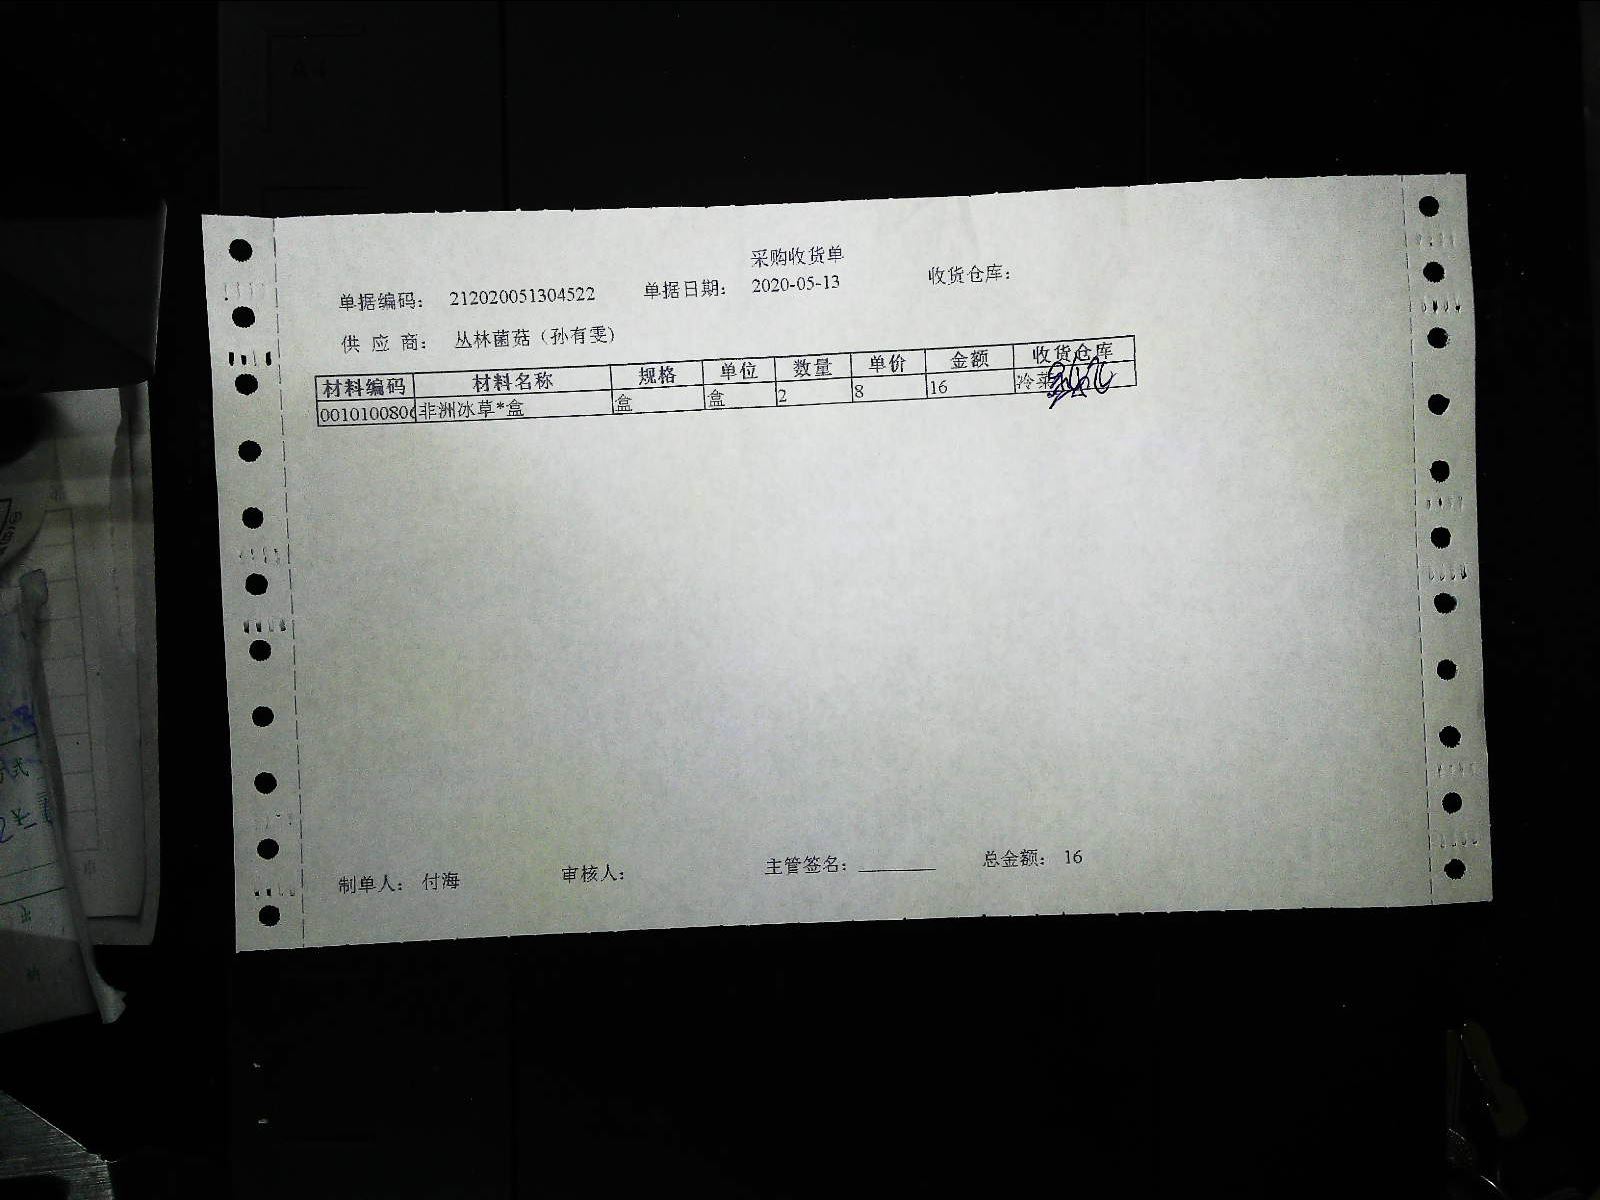 采购收货单
单据编码： 212020051304522 单据日期： 2020-05-13 收货仓库：
供 应 商： 丛林菌菇（孙有雯）
材料编码 材料名称 规格 单位 数量 单价 金额 收货仓库
001010080 非洲冰草*盒 盒 盒 2 8 16 冷菜
制单人： 付海 审核人： 主管签名： 总金额： 16